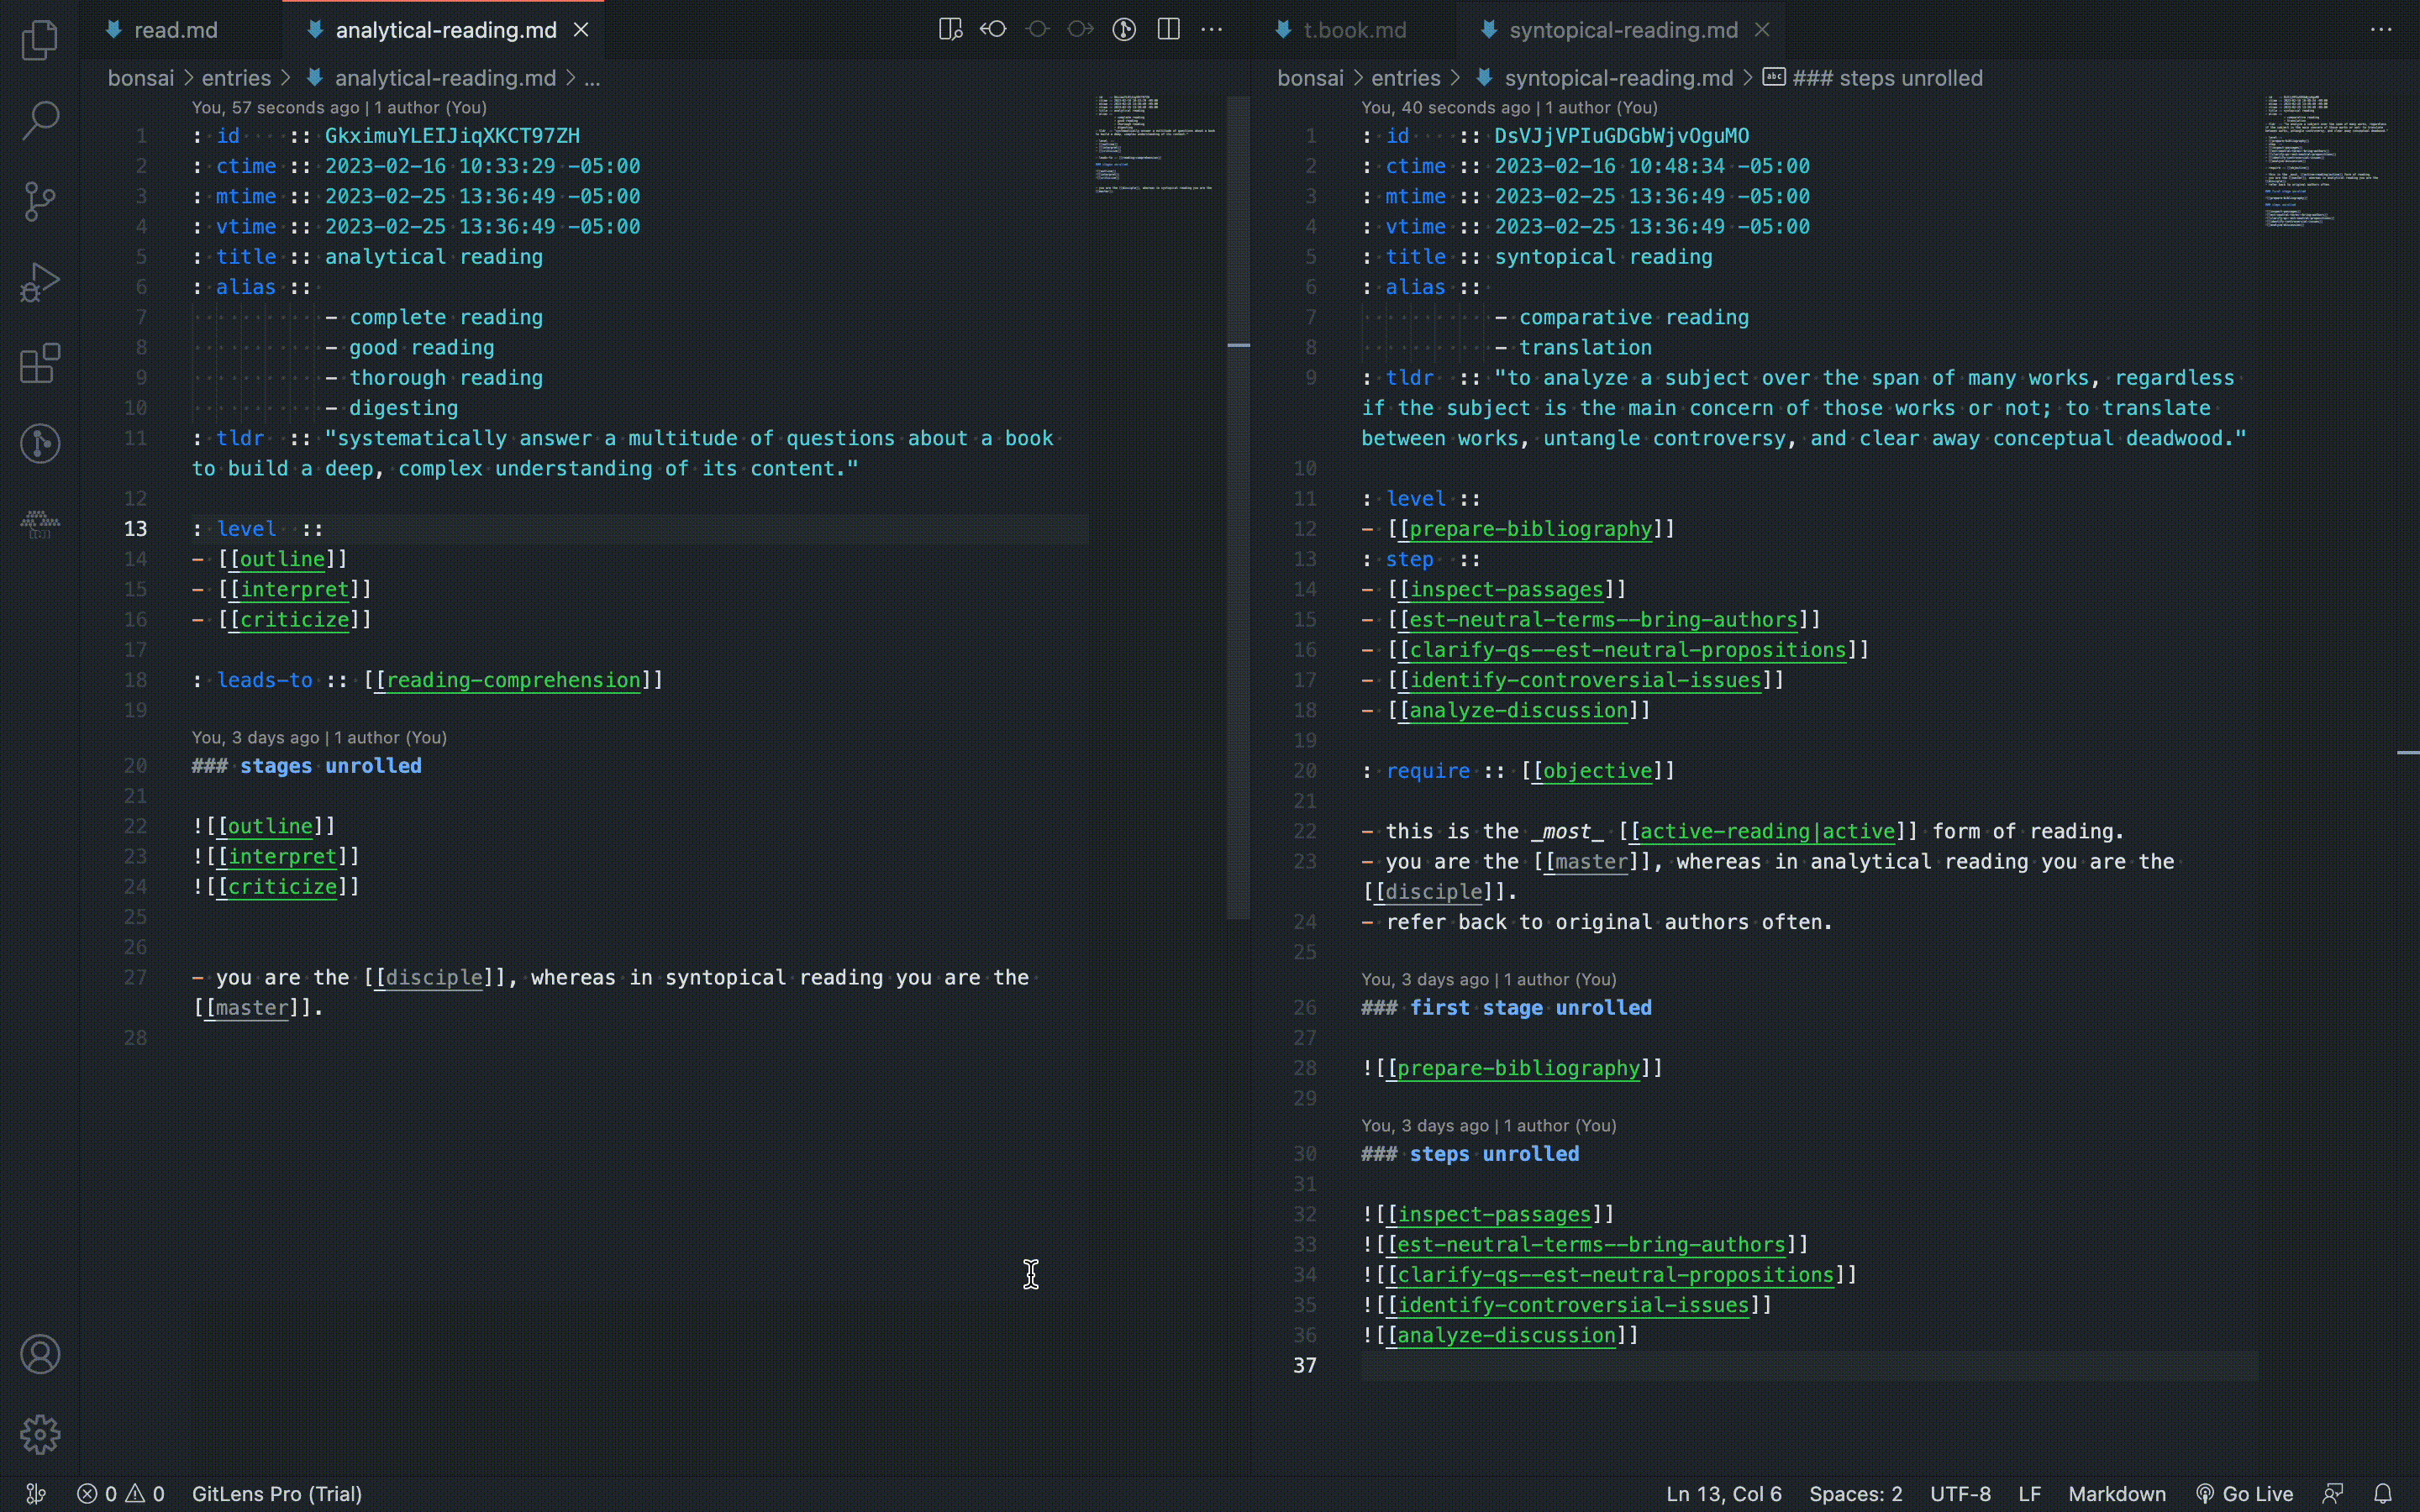 read.md
analytical-reading.md
t.book.md
syntopical-reading.md
bonsai > entries > analytical-reading.md > ...
You, 57 seconds ago | 1 author (You)
1 : id :: GkximuYLEIJiqXKCT97ZH
2 : ctime :: 2023-02-16 10:33:29 -05:00
3 : mtime :: 2023-02-25 13:36:49 -05:00
4 : vtime :: 2023-02-25 13:36:49 -05:00
5 : title :: analytical reading
6 : alias ::
7 - complete reading
8 - good reading
9 - thorough reading
10 - digesting
11 : tldr :: "systematically answer a multitude of questions about a book
to build a deep, complex understanding of its content."
12
13 : level ::
14 - [[outline]]
15 - [[interpret]]
16 - [[criticize]]
17
18 : leads-to :: [[reading-comprehension]]
19
You, 3 days ago | 1 author (You)
20 ### stages unrolled
21
22 ![[outline]]
23 ![[interpret]]
24 ![[criticize]]
25
26
27 - you are the [[disciple]], whereas in syntopical reading you are the
[[master]].
28
bonsai > entries > syntopical-reading.md > abc ### steps unrolled
You, 40 seconds ago | 1 author (You)
1 : id :: DsVJjVPIuGDGbWjvOguMO
2 : ctime :: 2023-02-16 10:48:34 -05:00
3 : mtime :: 2023-02-25 13:36:49 -05:00
4 : vtime :: 2023-02-25 13:36:49 -05:00
5 : title :: syntopical reading
6 : alias ::
7 - comparative reading
8 - translation
9 : tldr :: "to analyze a subject over the span of many works, regardless
if the subject is the main concern of those works or not; to translate
between works, untangle controversy, and clear away conceptual deadwood."
10
11 : level ::
12 - [[prepare-bibliography]]
13 : step ::
14 - [[inspect-passages]]
15 - [[est-neutral-terms--bring-authors]]
16 - [[clarify-qs--est-neutral-propositions]]
17 - [[identify-controversial-issues]]
18 - [[analyze-discussion]]
19
20 : require :: [[objective]]
21
22 - this is the _most_ [[active-reading|active]] form of reading.
23 - you are the [[master]], whereas in analytical reading you are the
[[disciple]].
24 - refer back to original authors often.
25
You, 3 days ago | 1 author (You)
26 ### first stage unrolled
27
28 ![[prepare-bibliography]]
29
You, 3 days ago | 1 author (You)
30 ### steps unrolled
31
32 ![[inspect-passages]]
33 ![[est-neutral-terms--bring-authors]]
34 ![[clarify-qs--est-neutral-propositions]]
35 ![[identify-controversial-issues]]
36 ![[analyze-discussion]]
37
0 0 GitLens Pro (Trial) Ln 13, Col 6 Spaces: 2 UTF-8 LF Markdown Go Live